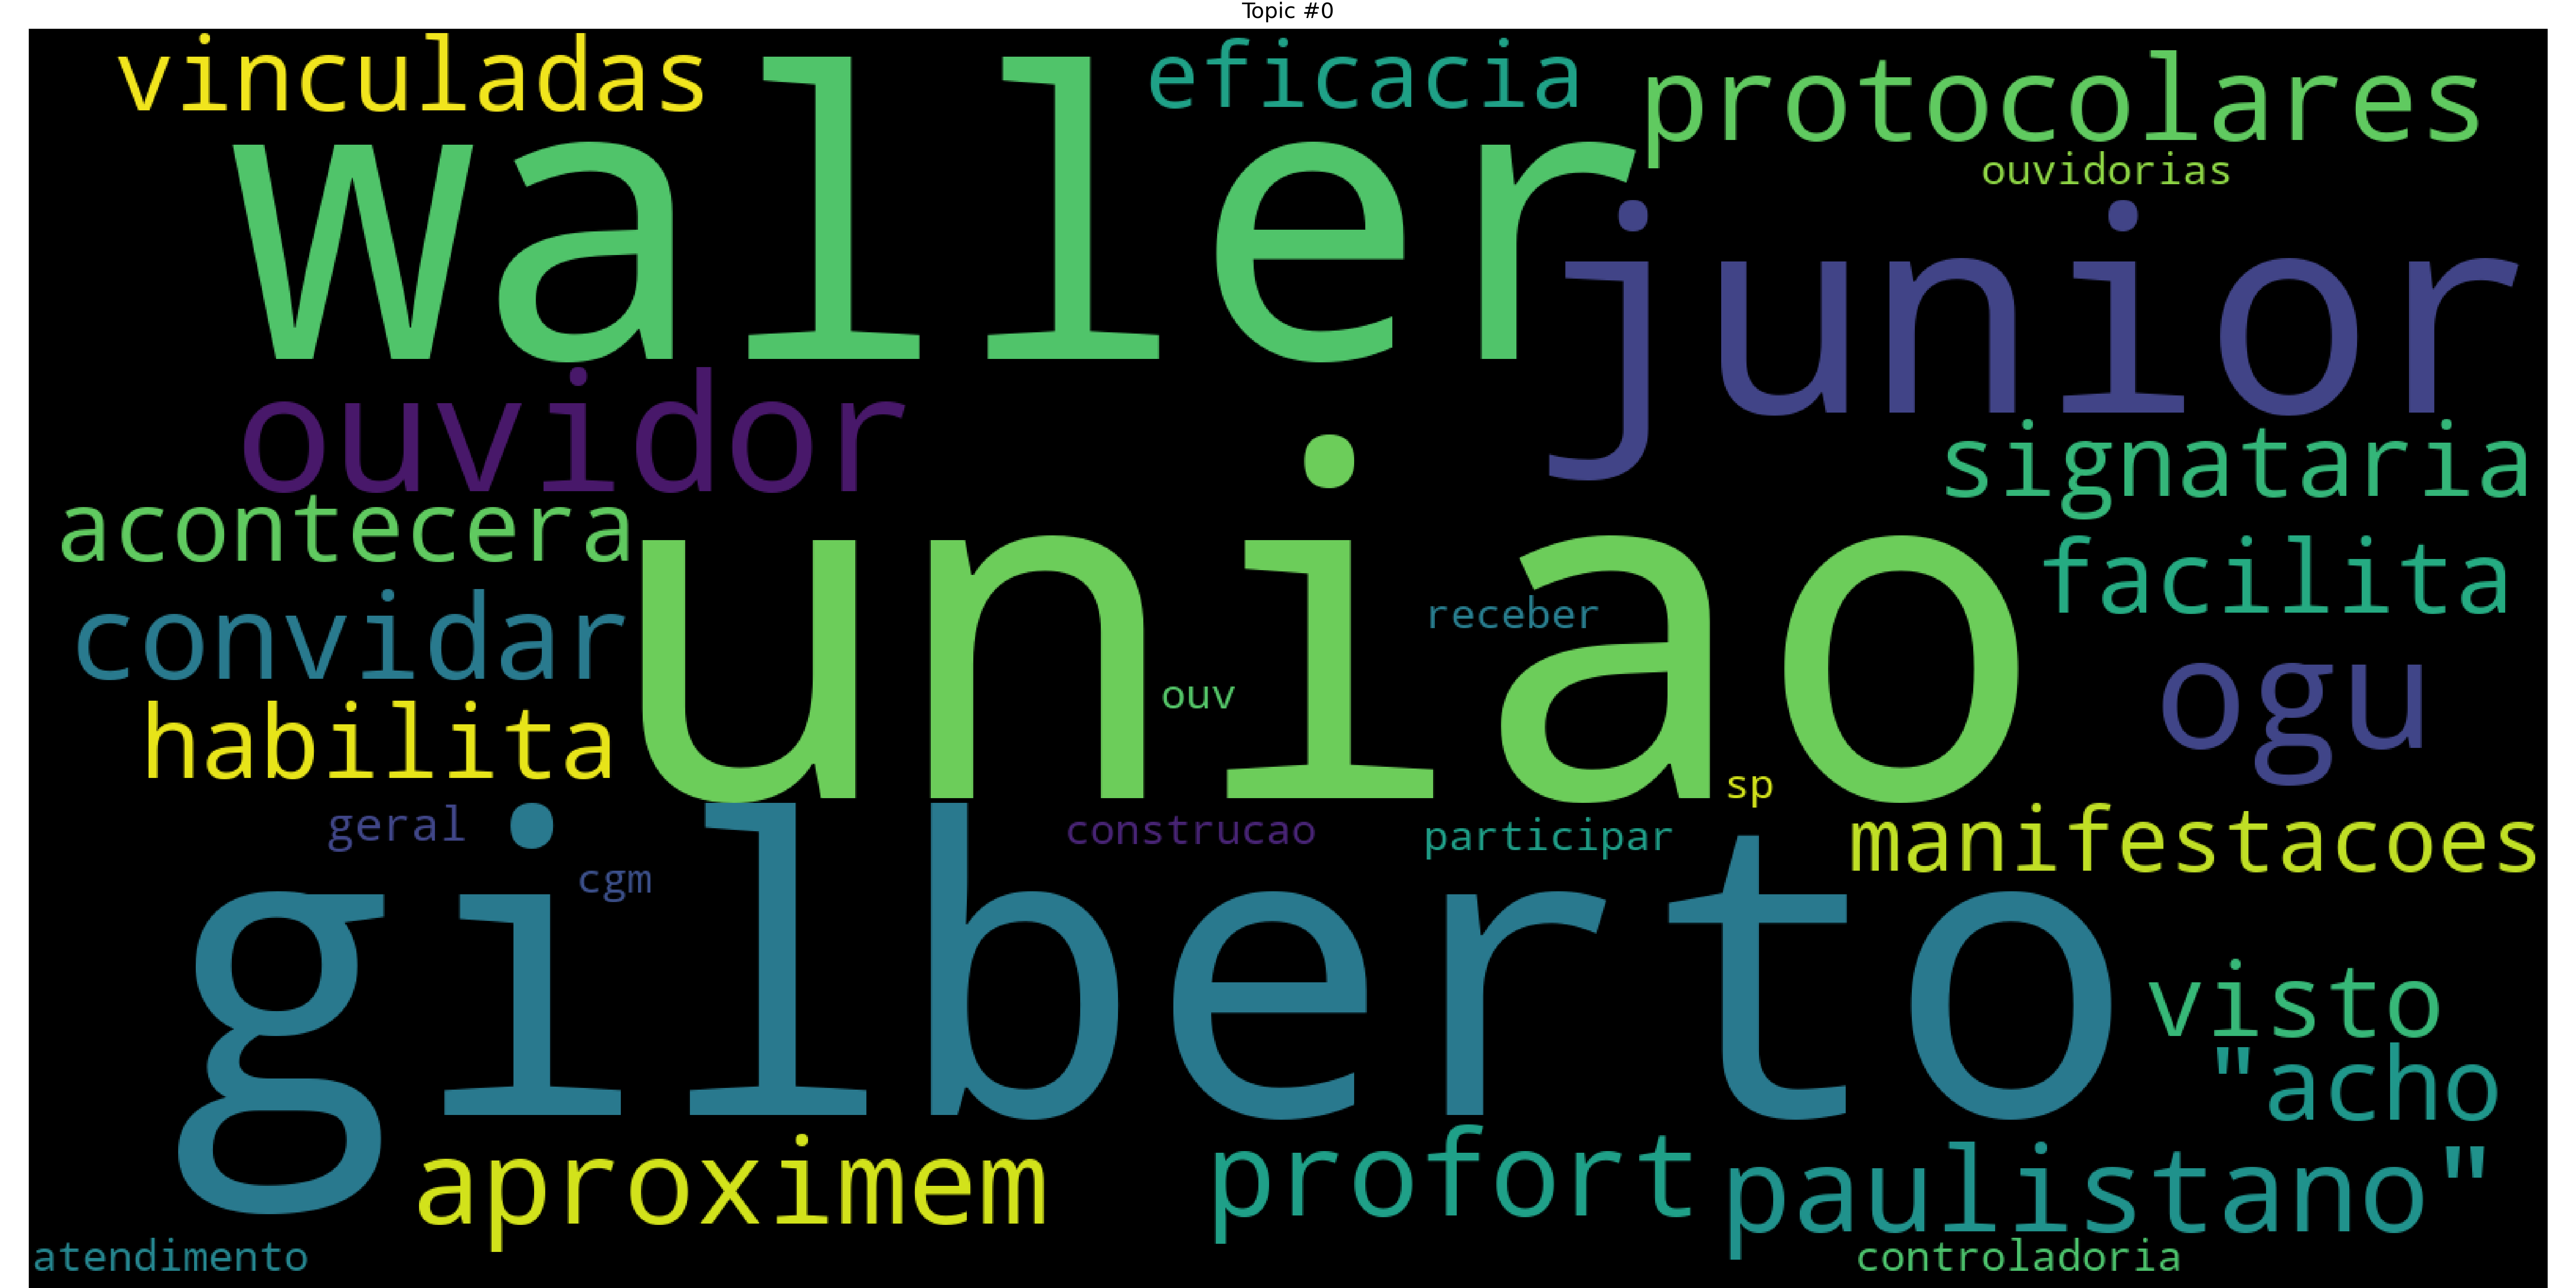 Topic #0
vinculadas
eficacia
protocolares
ouvidorias
waller
junior
ouvidor
signataria
acontecera
uniao
facilita
convidar
receber
ogu
ouv
habilita
sp
geral
construcao
participar
manifestacoes
cgm
gilberto
visto
"acho
aproximem
profort
paulistano"
atendimento
controladoria